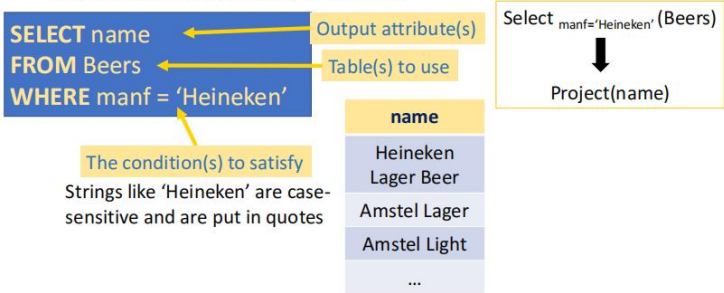 SELECT name
FROM Beers
WHERE manf = ‘Heineken’
Output attribute(s)
Table(s) to use
The condition(s) to satisfy
Strings like ‘Heineken’ are case-
sensitive and are put in quotes
name
Heineken
Lager Beer
Amstel Lager
Amstel Light
...
Select manf=‘Heineken’ (Beers)
Project(name)